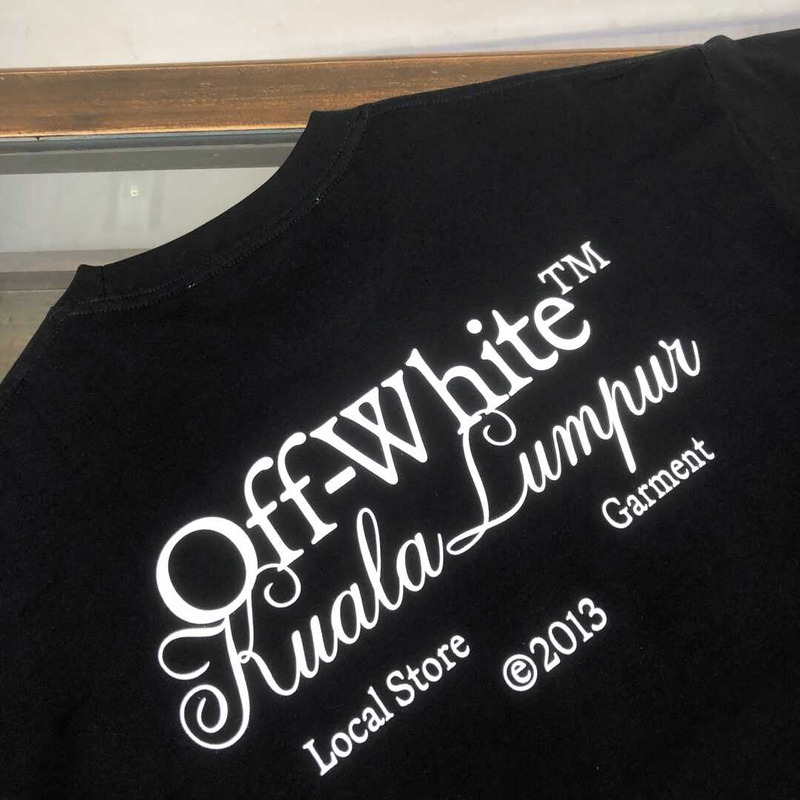 Off-White™
Kuala Lumpur
Garment
Local Store ©2013